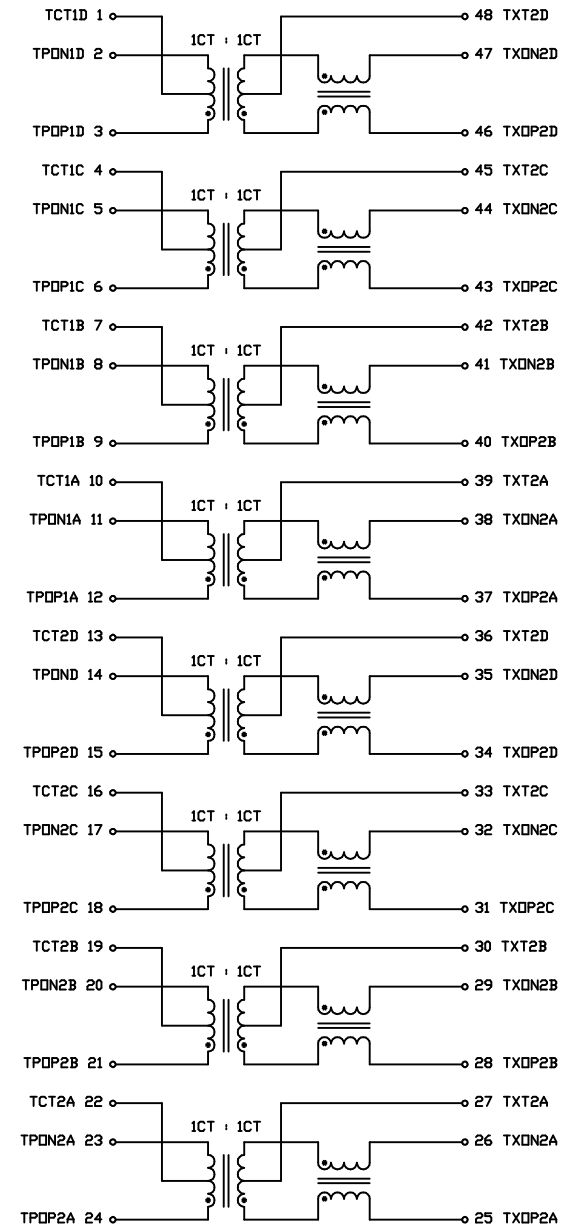 TCT1D 1 48 TXT2D
1CT : 1CT
TPON1D 2 47 TXON2D
TPOP1D 3 46 TXOP2D
TCT1C 4 45 TXT2C
1CT : 1CT
TPON1C 5 44 TXON2C
TPOP1C 6 43 TXOP2C
TCT1B 7 42 TXT2B
1CT : 1CT
TPON1B 8 41 TXON2B
TPOP1B 9 40 TXOP2B
TCT1A 10 39 TXT2A
1CT : 1CT
TPON1A 11 38 TXON2A
TPOP1A 12 37 TXOP2A
TCT2D 13 36 TXT2D
1CT : 1CT
TPOND 14 35 TXON2D
TPOP2D 15 34 TXOP2D
TCT2C 16 33 TXT2C
1CT : 1CT
TPON2C 17 32 TXON2C
TPOP2C 18 31 TXOP2C
TCT2B 19 30 TXT2B
1CT : 1CT
TPON2B 20 29 TXON2B
TPOP2B 21 28 TXOP2B
TCT2A 22 27 TXT2A
1CT : 1CT
TPON2A 23 26 TXON2A
TPOP2A 24 25 TXOP2A